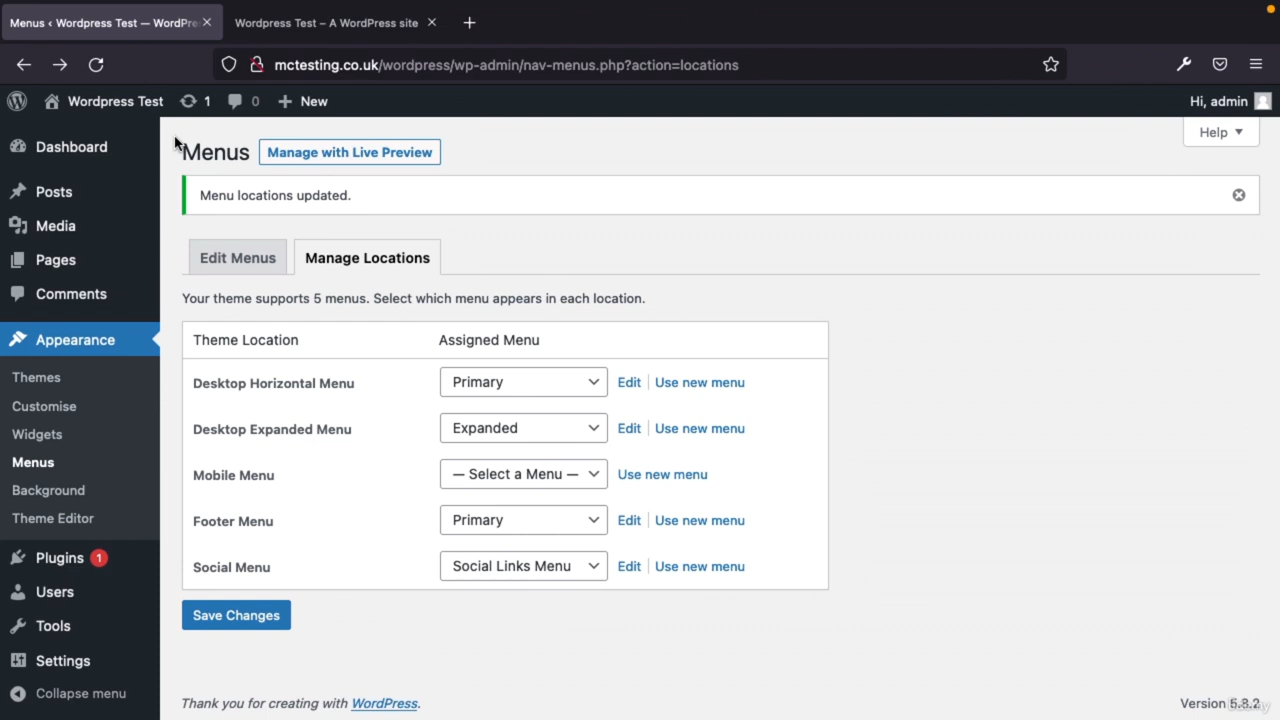 Menus ‹ Wordpress Test — WordPre
Wordpress Test – A WordPress site
mctesting.co.uk/wordpress/wp-admin/nav-menus.php?action=locations
Wordpress Test
1
0
New
Hi, admin
Dashboard
Posts
Media
Pages
Comments
Appearance
Themes
Customise
Widgets
Menus
Background
Theme Editor
Plugins 1
Users
Tools
Settings
Collapse menu
Help
Menus
Manage with Live Preview
Menu locations updated.
Edit Menus
Manage Locations
Your theme supports 5 menus. Select which menu appears in each location.
Theme Location Assigned Menu
Desktop Horizontal Menu Primary Edit Use new menu
Desktop Expanded Menu Expanded Edit Use new menu
Mobile Menu — Select a Menu — Use new menu
Footer Menu Primary Edit Use new menu
Social Menu Social Links Menu Edit Use new menu
Save Changes
Thank you for creating with WordPress.
Version 5.8.2